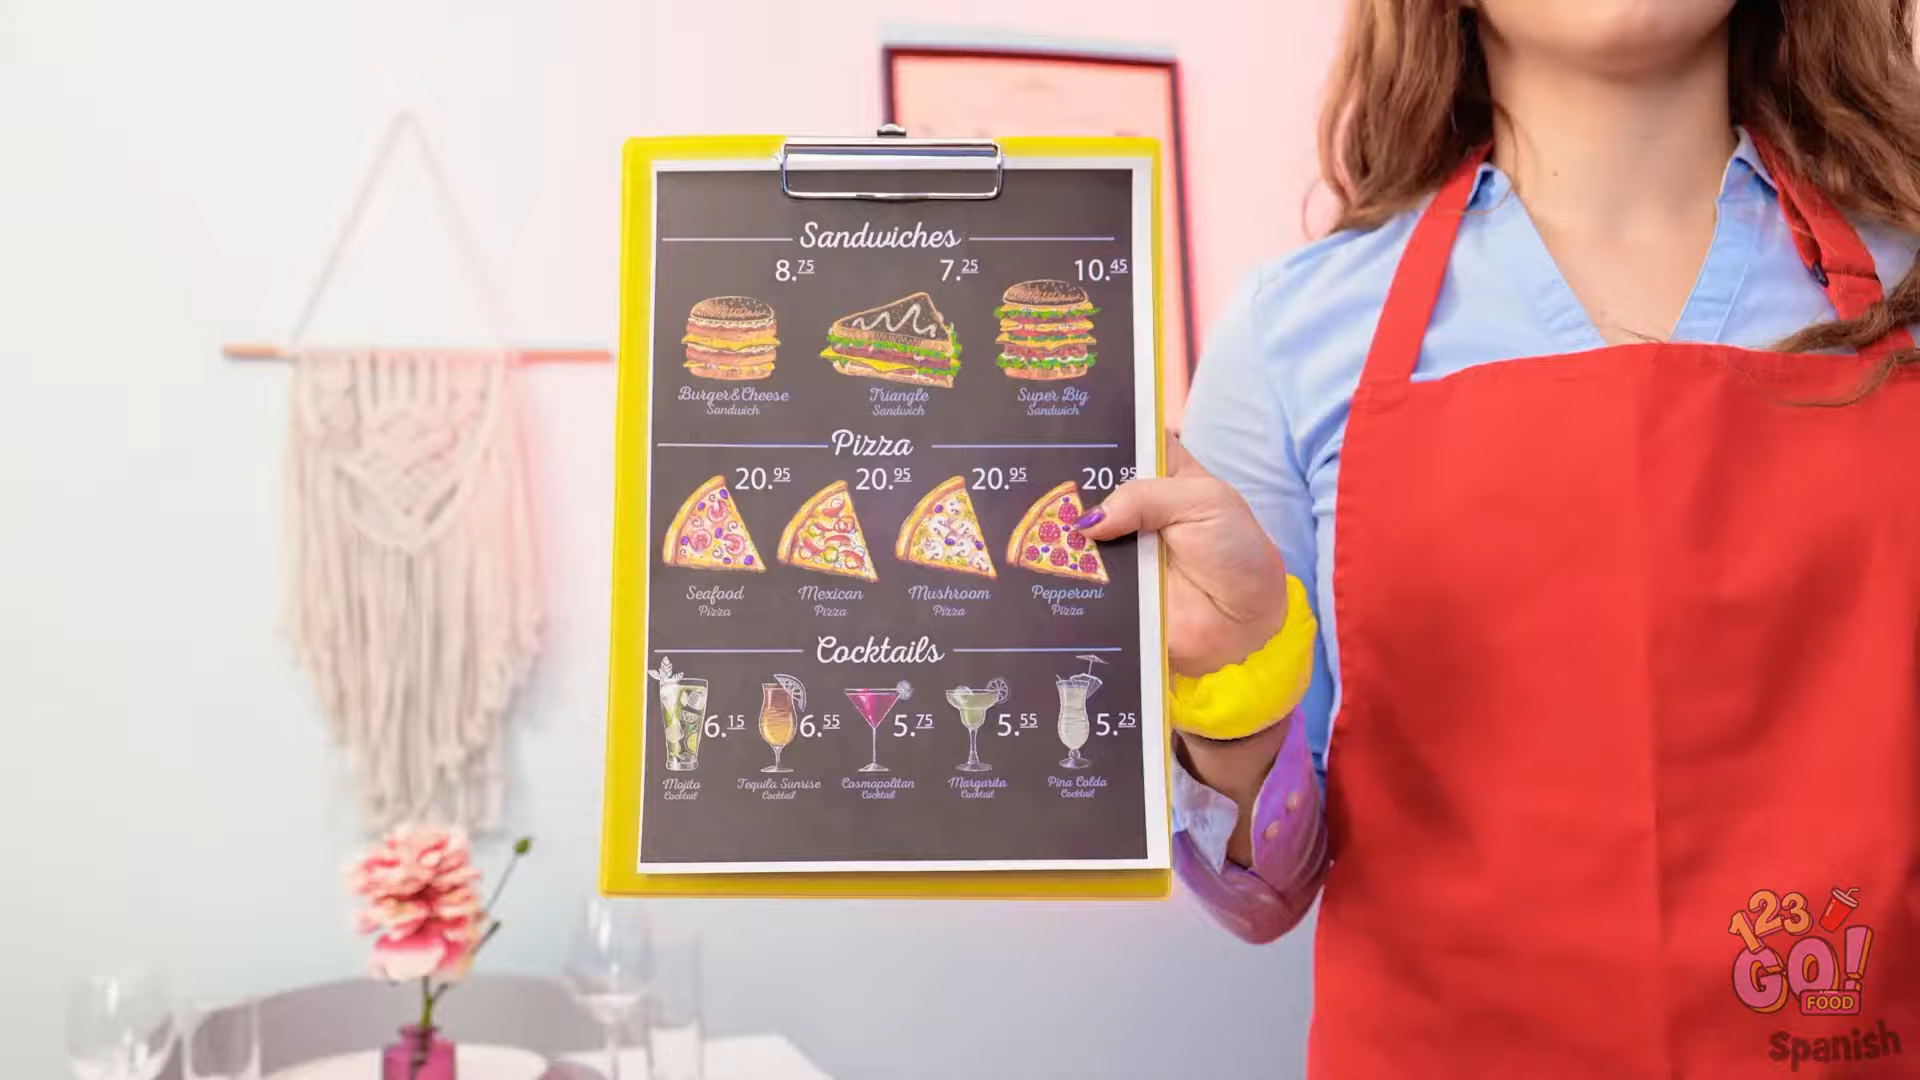 Sandwiches
8.75 7.25 10.45
Burger&Cheese Triangle Super Big
Sandwich Sandwich Sandwich
Pizza
20.95 20.95 20.95 20.95
Seafood Mexican Mushroom Pepperoni
Pizza Pizza Pizza Pizza
Cocktails
6.15 6.55 5.75 5.55 5.25
Mojito Tequila Sunrise Cosmopolitan Margarita Pina Colda
Cocktail Cocktail Cocktail Cocktail Cocktail
123
GO!
FOOD
Spanish